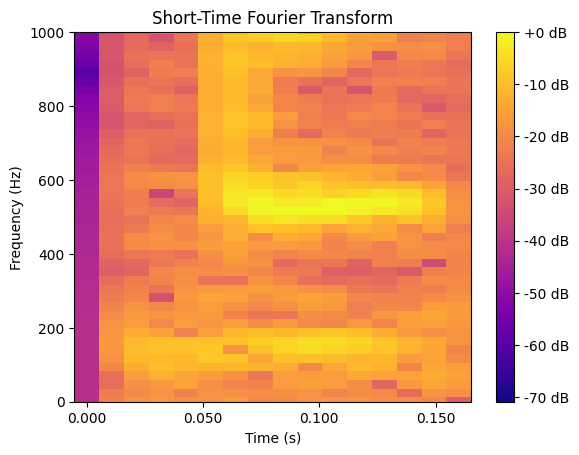 Short-Time Fourier Transform
Frequency (Hz)
1000
800
600
400
200
0
0.000
0.050
0.100
0.150
Time (s)
+0 dB
-10 dB
-20 dB
-30 dB
-40 dB
-50 dB
-60 dB
-70 dB